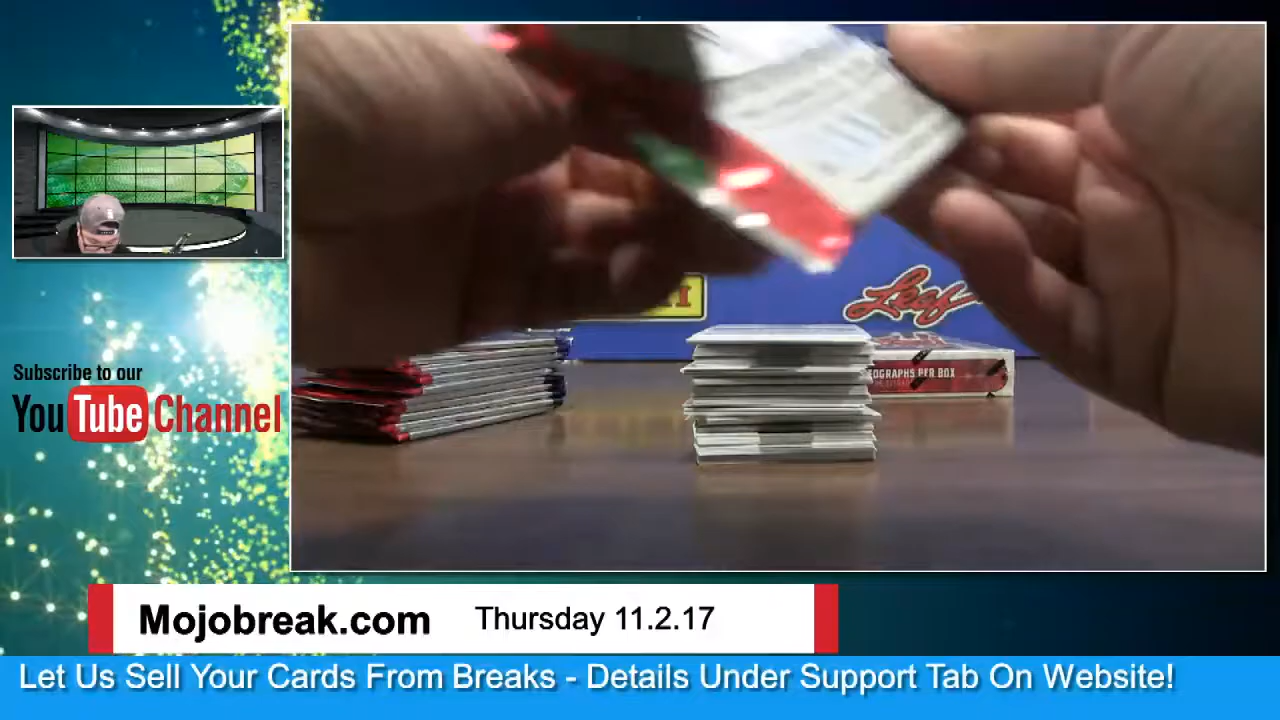 Leaf
OGRAPHS PER BOX
Subscribe to our
YouTube Channel
Mojobreak.com Thursday 11.2.17
Let Us Sell Your Cards From Breaks - Details Under Support Tab On Website!